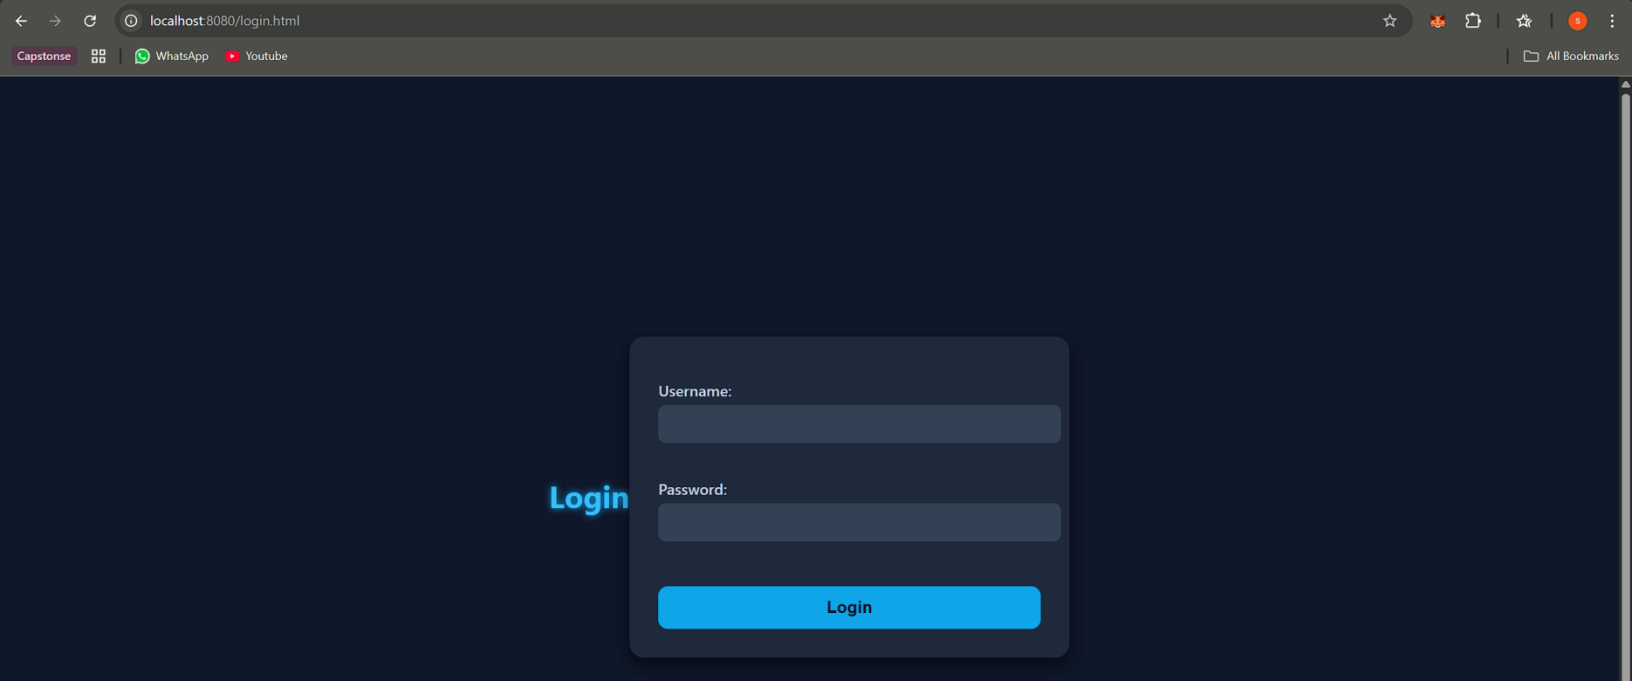 localhost:8080/login.html
S
Capstonse
WhatsApp
Youtube
All Bookmarks
Username:
Password:
Login
Login